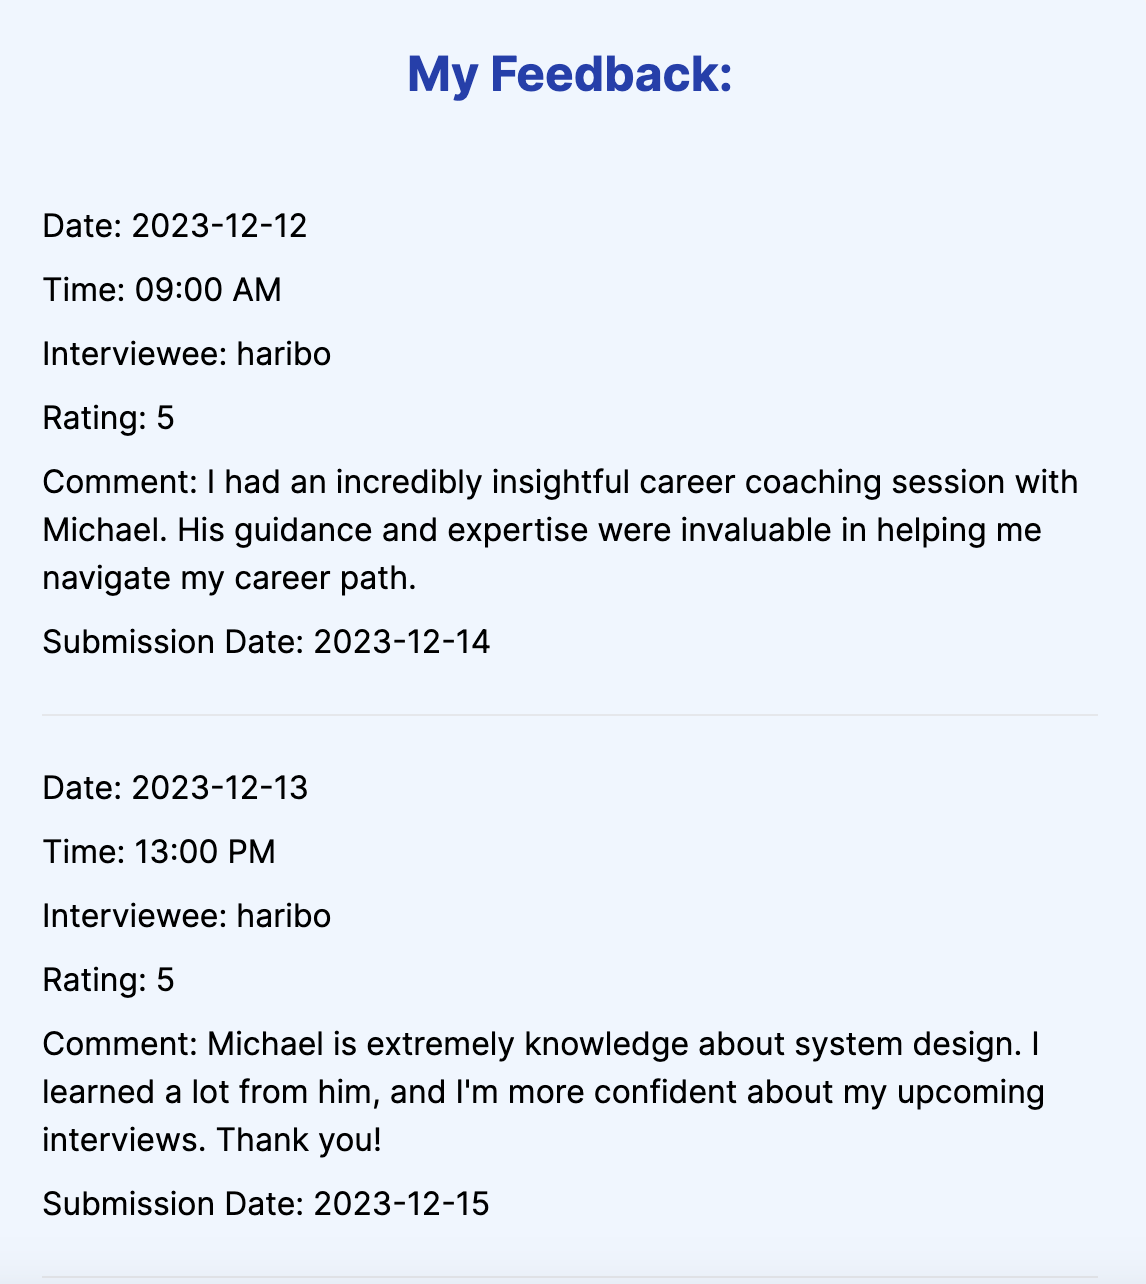 My Feedback:
Date: 2023-12-12
Time: 09:00 AM
Interviewee: haribo
Rating: 5
Comment: I had an incredibly insightful career coaching session with
Michael. His guidance and expertise were invaluable in helping me
navigate my career path.
Submission Date: 2023-12-14
Date: 2023-12-13
Time: 13:00 PM
Interviewee: haribo
Rating: 5
Comment: Michael is extremely knowledge about system design. I
learned a lot from him, and I'm more confident about my upcoming
interviews. Thank you!
Submission Date: 2023-12-15